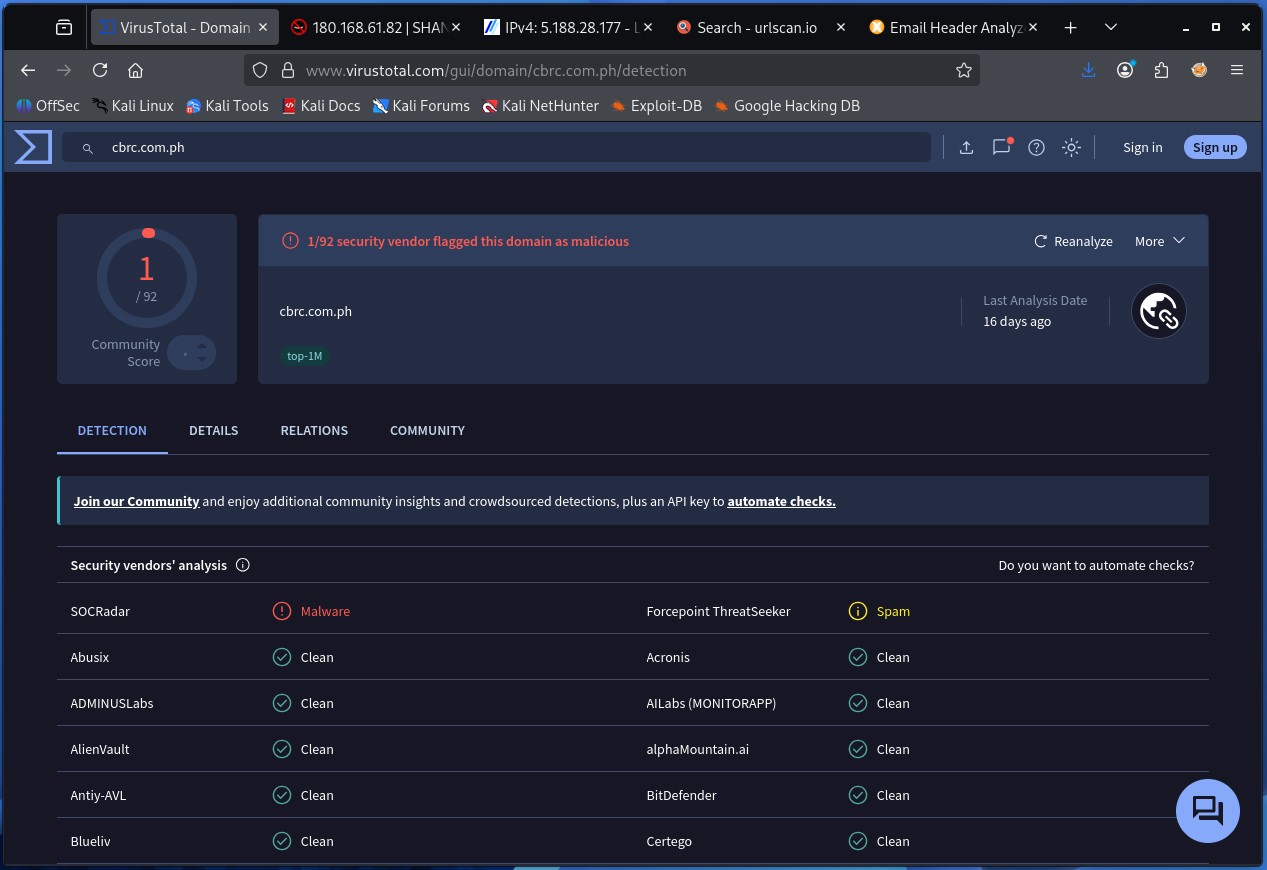 VirusTotal - Domain
180.168.61.82 | SHAN
IPv4: 5.188.28.177 - L
Search - urlscan.io
Email Header Analyz
www.virustotal.com/gui/domain/cbrc.com.ph/detection
OffSec Kali Linux Kali Tools Kali Docs Kali Forums Kali NetHunter Exploit-DB Google Hacking DB
cbrc.com.ph
Sign in
Sign up
1
/ 92
Community
Score
1/92 security vendor flagged this domain as malicious
Reanalyze
More
cbrc.com.ph
top-1M
Last Analysis Date
16 days ago
DETECTION DETAILS RELATIONS COMMUNITY
Join our Community and enjoy additional community insights and crowdsourced detections, plus an API key to automate checks.
Security vendors' analysis
Do you want to automate checks?
SOCRadar Malware Forcepoint ThreatSeeker Spam
Abusix Clean Acronis Clean
ADMINUSLabs Clean AILabs (MONITORAPP) Clean
AlienVault Clean alphaMountain.ai Clean
Antiy-AVL Clean BitDefender Clean
Blueliv Clean Certego Clean